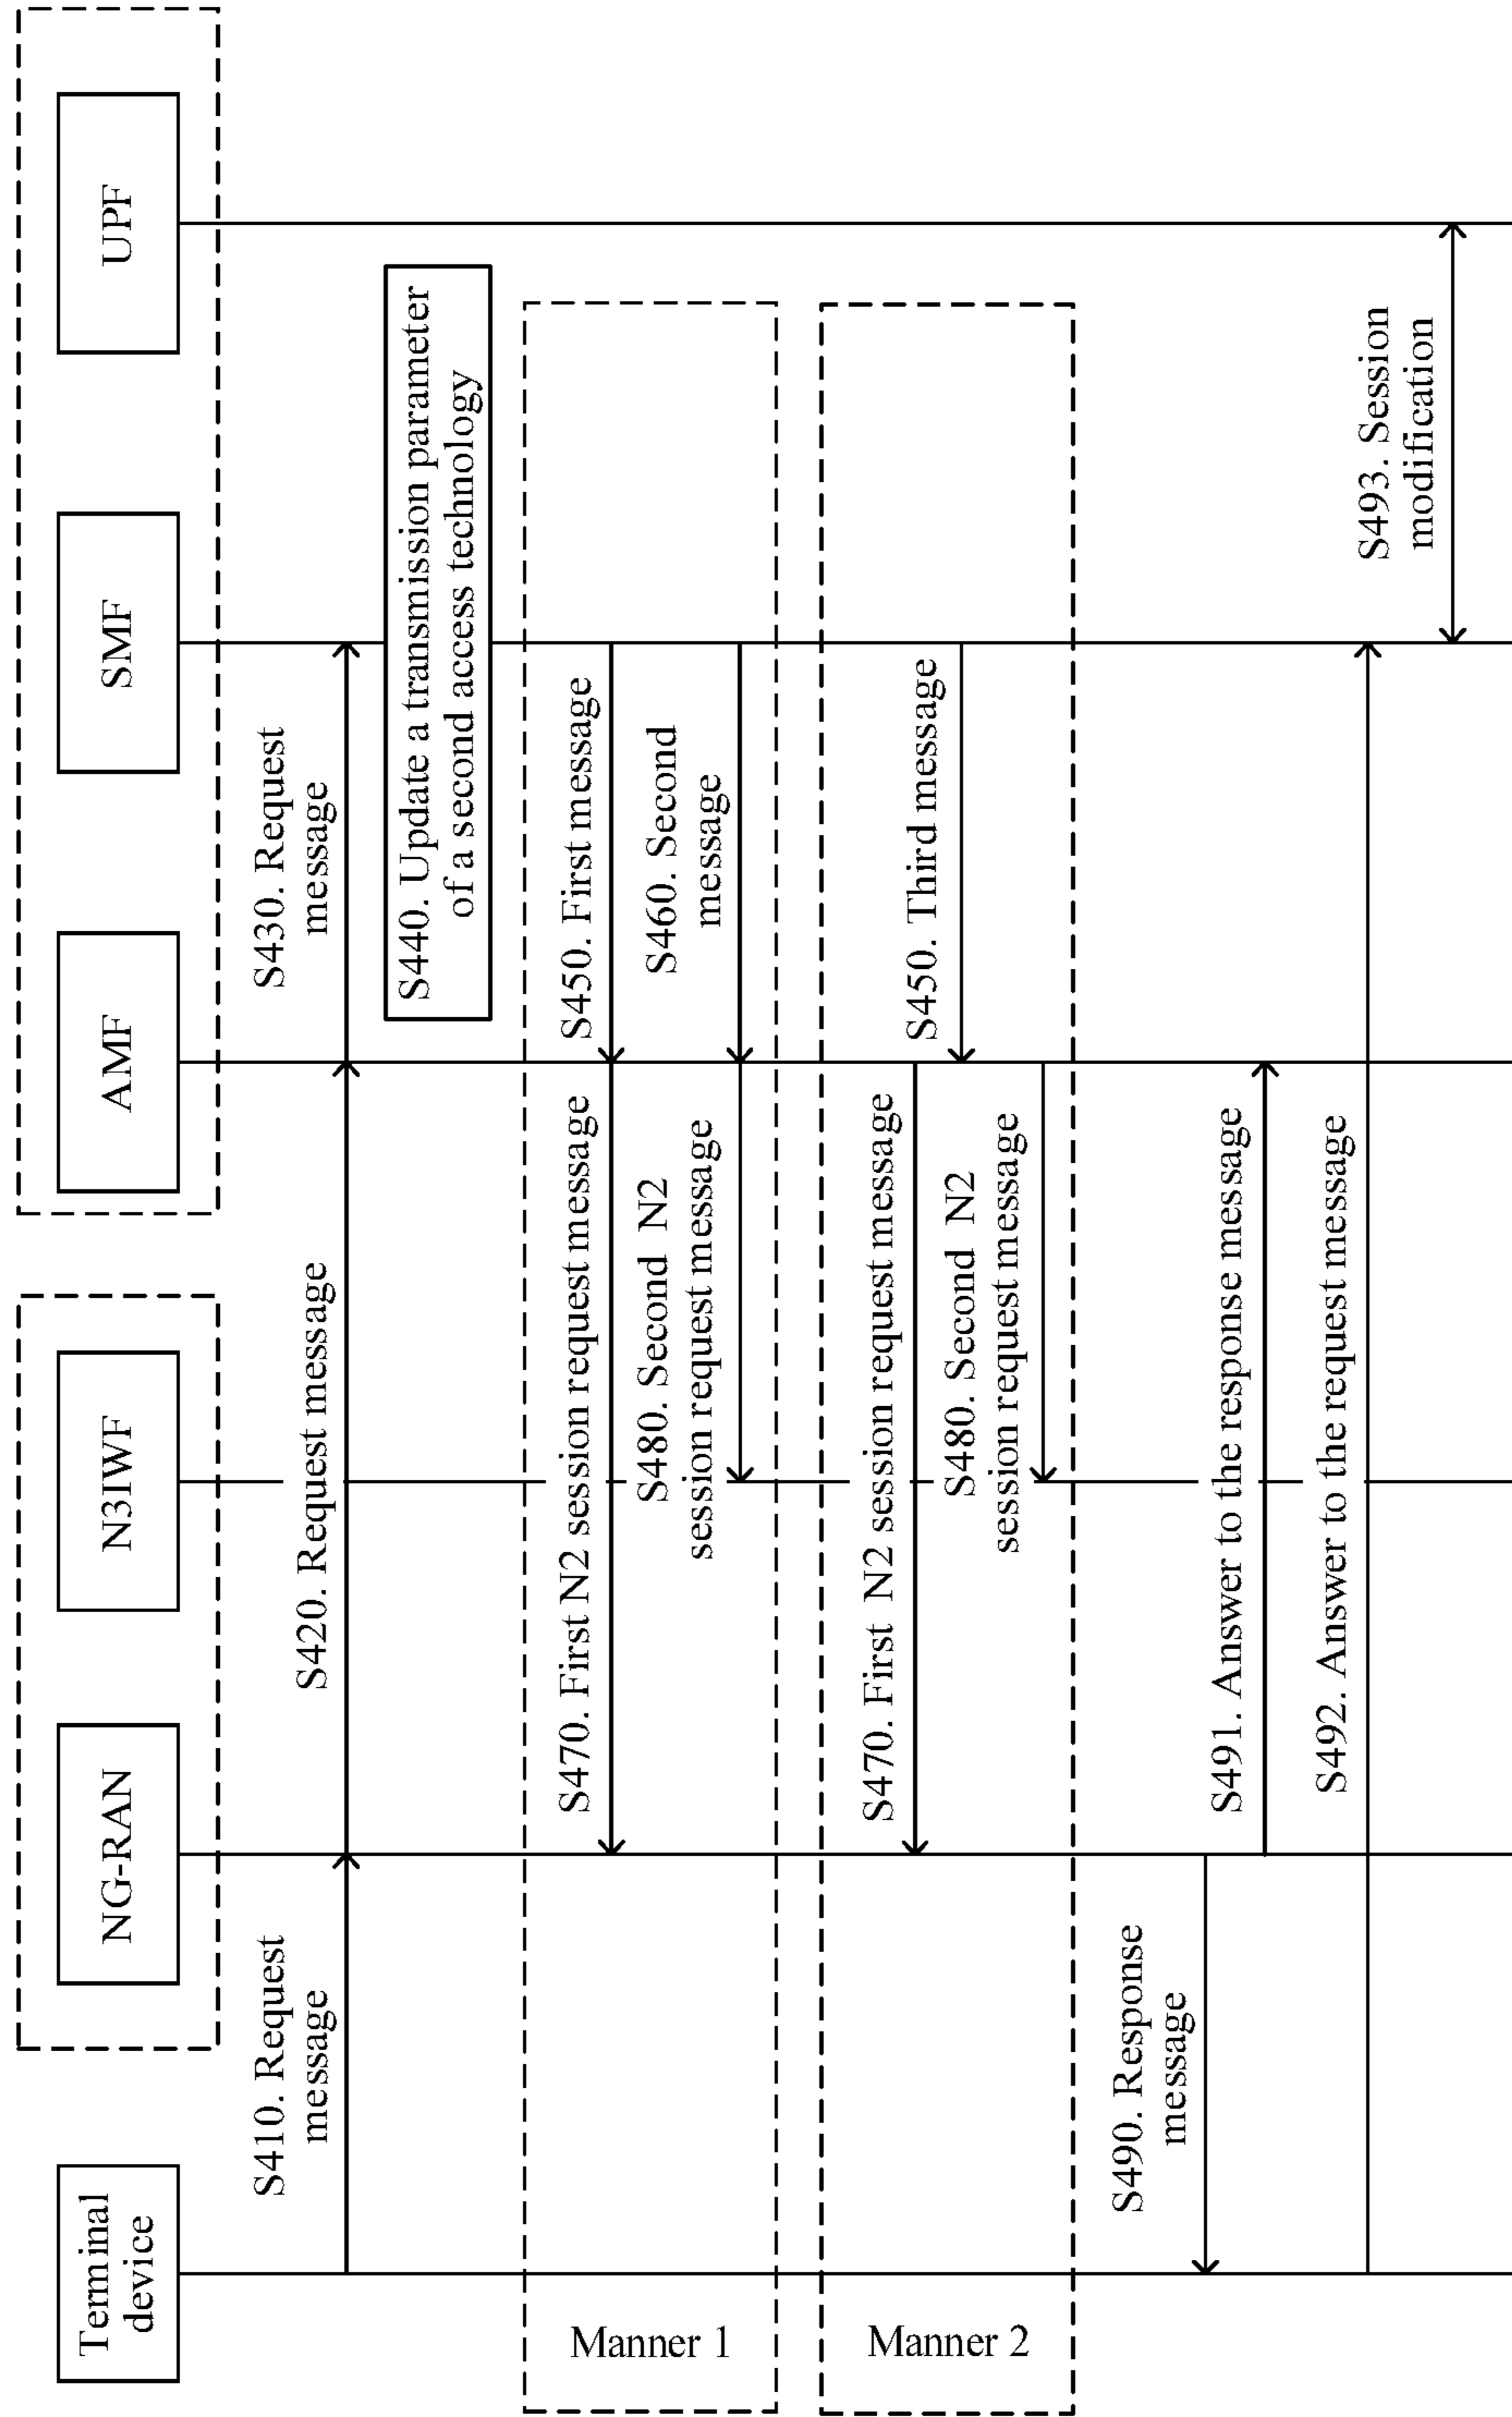 Terminal
device
NG-RAN
N3IWF
AMF
SMF
UPF
S410. Request
message
S420. Request message
S430. Request
message
S440. Update a transmission parameter
of a second access technology
Manner 1
S450. First message
S470. First N2 session request message
S460. Second
message
S480. Second N2
session request message
Manner 2
S450. Third message
S470. First N2 session request message
S480. Second N2
session request message
S490. Response
message
S491. Answer to the response message
S492. Answer to the request message
S493. Session
modification